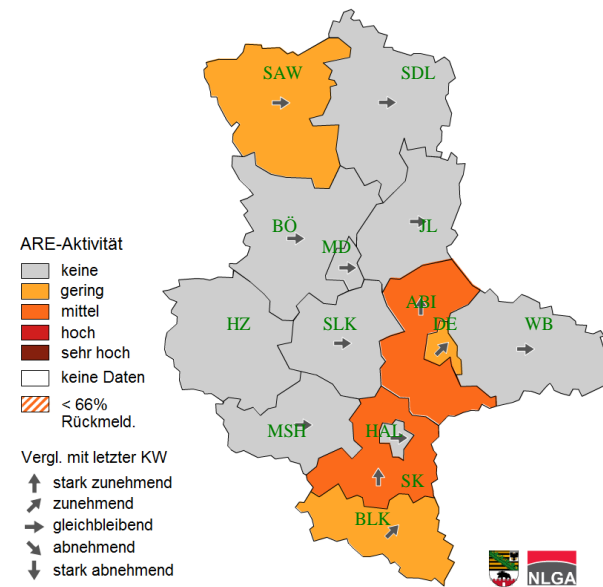 SAW
SDL
BÖ
MD
JL
ABI
HZ
SLK
DE
WB
MSH
HAL
SK
BLK
ARE-Aktivität
keine
gering
mittel
hoch
sehr hoch
keine Daten
< 66%
Rückmeld.
Vergl. mit letzter KW
stark zunehmend
zunehmend
gleichbleibend
abnehmend
stark abnehmend
NLGA